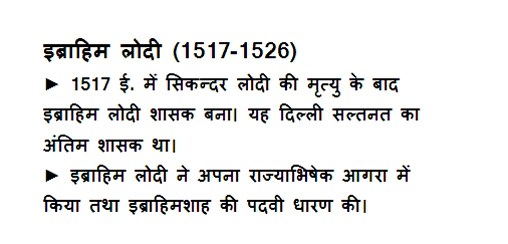 इब्राहिम लोदी (1517-1526)
► 1517 ई. में सिकन्दर लोदी की मृत्यु के बाद
इब्राहिम लोदी शासक बना। यह दिल्ली सल्तनत का
अंतिम शासक था।
► इब्राहिम लोदी ने अपना राज्याभिषेक आगरा में
किया तथा इब्राहिमशाह की पदवी धारण की।